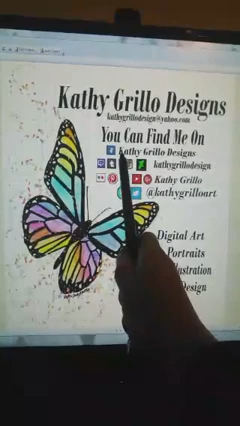 Kathy Grillo Designs
kathygrillodesign@yahoo.com
You Can Find Me On
Kathy Grillo Designs
kathygrillodesign
Kathy Grillo
@kathygrilloart
Digital Art
Portraits
Design